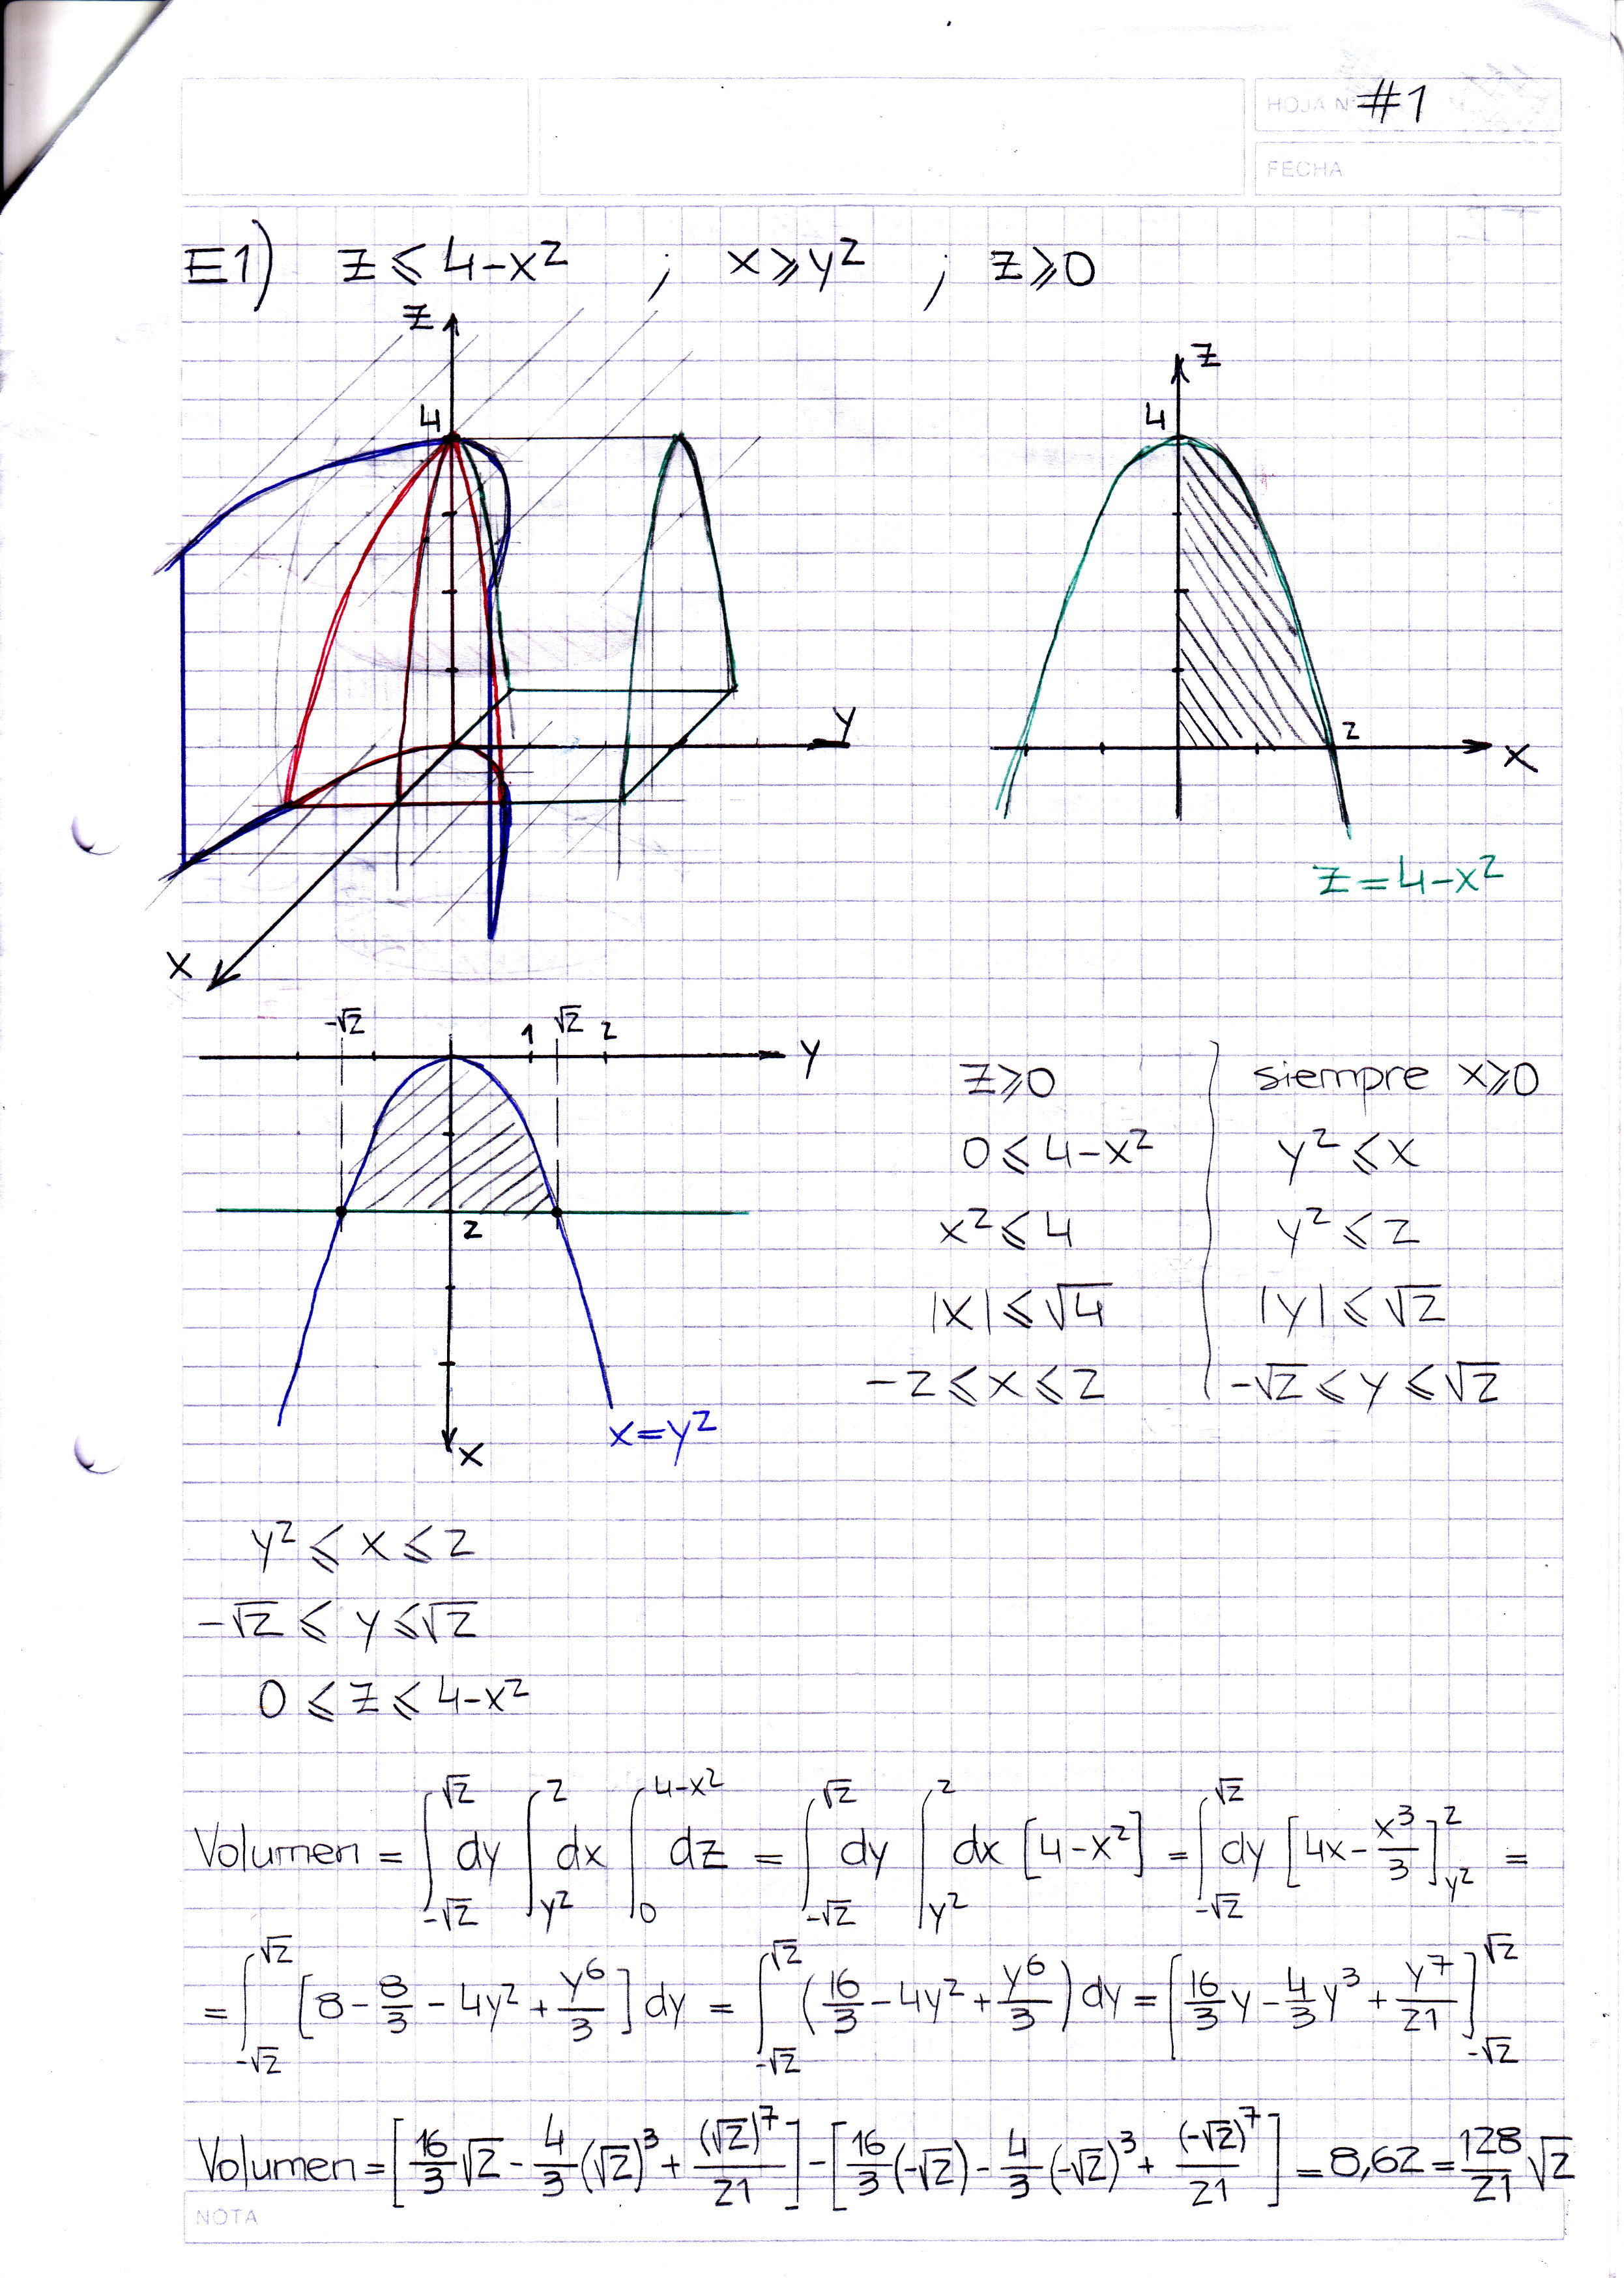 HOJA N° #1
FECHA
E1) z ⩽ 4-x² ; x ⩾ y² ; z ⩾ 0
z
4
y
x
z
4
2
x
z = 4-x²
-√2 1 √2 2
y
2
x
x = y²
z ⩾ 0 siempre x ⩾ 0
0 ⩽ 4-x² y² ⩽ x
x² ⩽ 4 y² ⩽ 2
|x| ⩽ √4 |y| ⩽ √2
-2 ⩽ x ⩽ 2 -√2 ⩽ y ⩽ √2
y² ⩽ x ⩽ 2
-√2 ⩽ y ⩽ √2
0 ⩽ z ⩽ 4-x²
Volumen = ∫_{-√2}^{√2} dy ∫_{y²}^{2} dx ∫_{0}^{4-x²} dz = ∫_{-√2}^{√2} dy ∫_{y²}^{2} dx [4-x²] = ∫_{-√2}^{√2} dy [4x - x³/3]_{y²}^{2} =
= ∫_{-√2}^{√2} [8 - 8/3 - 4y² + y⁶/3] dy = ∫_{-√2}^{√2} (16/3 - 4y² + y⁶/3) dy = [16/3 y - 4/3 y³ + y⁷/21]_{-√2}^{√2}
Volumen = [16/3 √2 - 4/3 (√2)³ + (√2)⁷/21] - [16/3 (-√2) - 4/3 (-√2)³ + (-√2)⁷/21] = 8,62 = 128/21 √2
NOTA